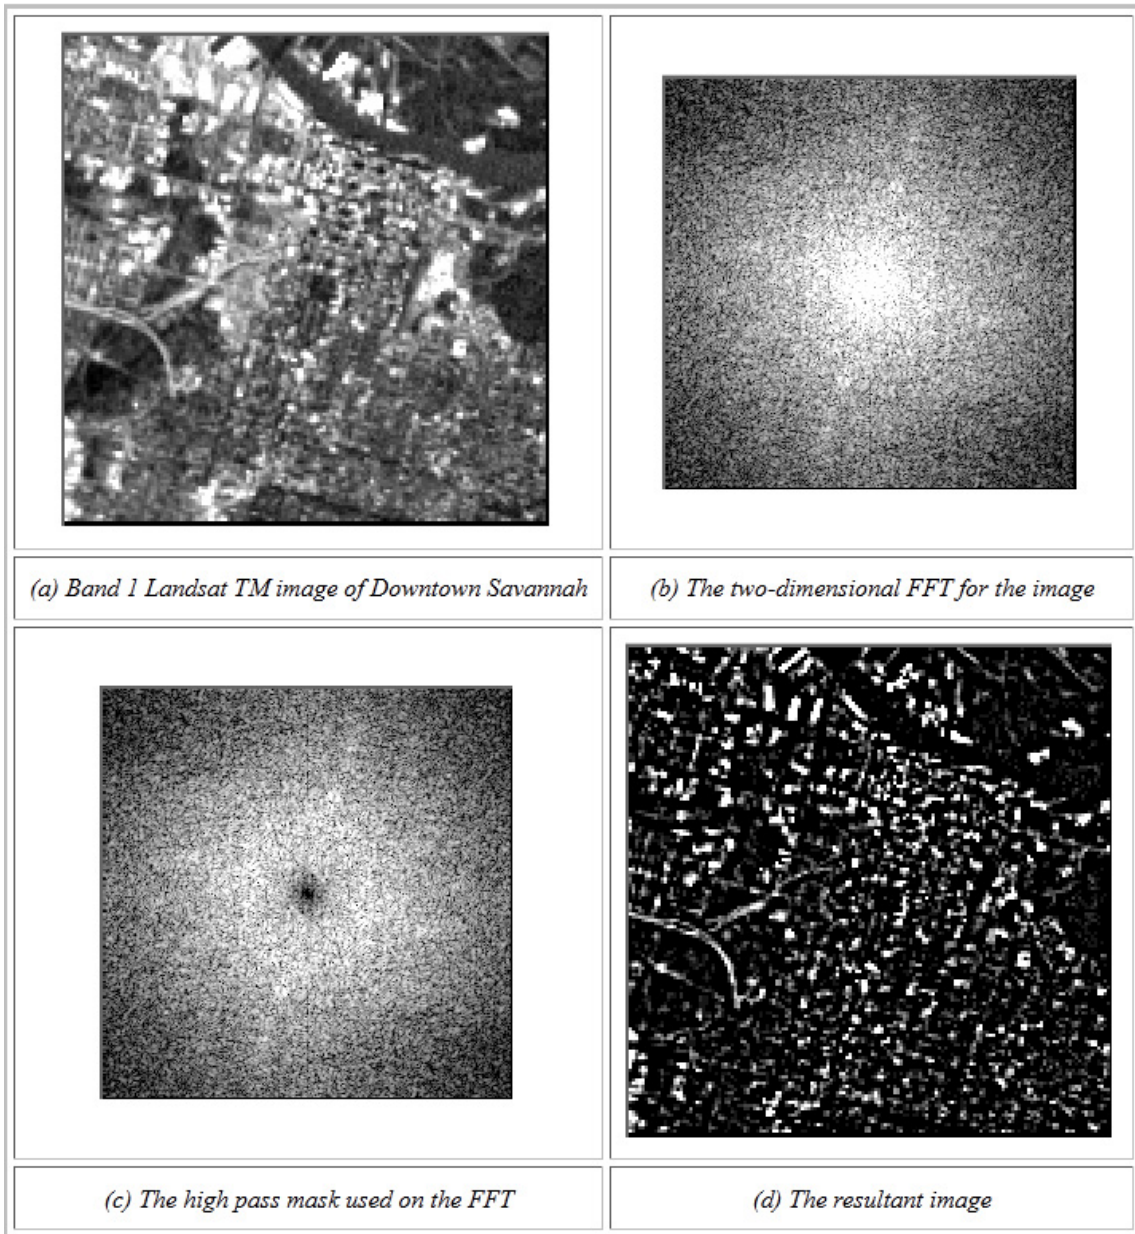 (a) Band 1 Landsat TM image of Downtown Savannah
(b) The two-dimensional FFT for the image
(c) The high pass mask used on the FFT
(d) The resultant image